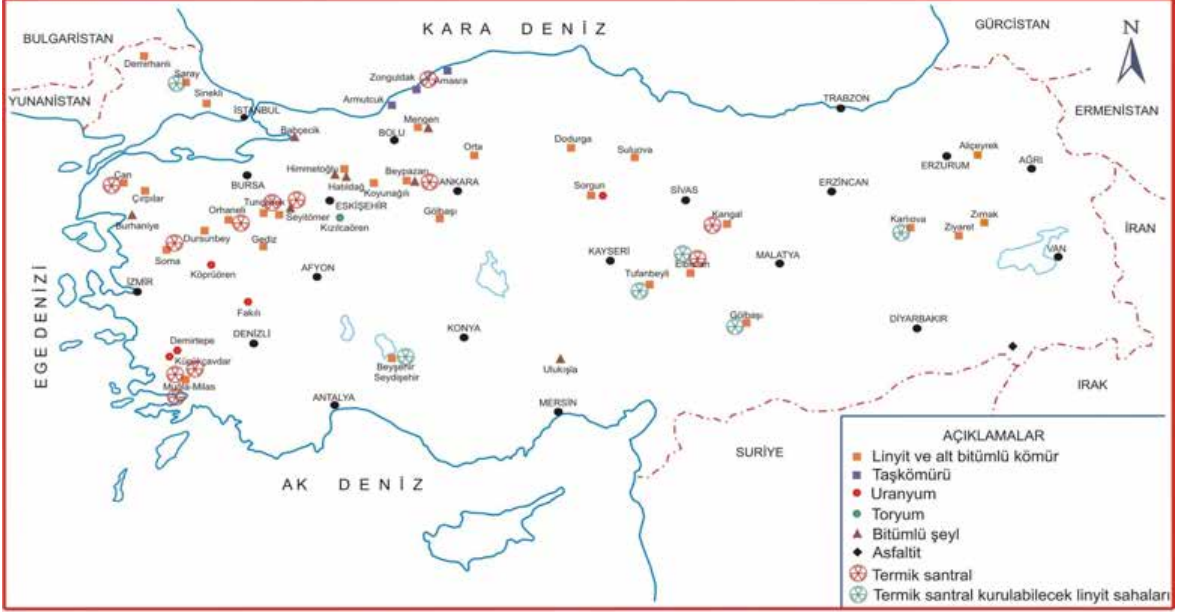 KARA DENİZ
GÜRCİSTAN
N
BULGARİSTAN
Demirhanlı
Saray
Sinekli
YUNANİSTAN
İSTANBUL
Zonguldak
Amasra
Armutcuk
Mengen
BOLU
TRABZON
ERMENİSTAN
Bahçecik
Orta
Dodurga
Suluova
ERZURUM
Aliçeyrek
AĞRI
Himmetoğlu
Hatıldağ
Koyunağılı
Beypazarı
ANKARA
Çan
Çırpılar
BURSA
Tunçbilek
Seyitömer
ESKİŞEHİR
Kızılcaören
Gölbaşı
Sorgun
SİVAS
Kangal
ERZİNCAN
Karlıova
Ziyaret
Zırnak
İRAN
Burhaniye
Orhaneli
Dursunbey
Gediz
Soma
Köprüören
AFYON
KAYSERİ
Elbistan
Tufanbeyli
MALATYA
VAN
EGE DENİZİ
İZMİR
Fakılı
DENİZLİ
Demirtepe
Küçükçavdar
Muğla-Milas
KONYA
Beyşehir
Seydişehir
Ulukışla
Gölbaşı
DİYARBAKIR
IRAK
ANTALYA
MERSİN
SURİYE
AK DENİZ
AÇIKLAMALAR
Linyit ve alt bitümlü kömür
Taşkömürü
Uranyum
Toryum
Bitümlü şeyl
Asfaltit
Termik santral
Termik santral kurulabilecek linyit sahaları